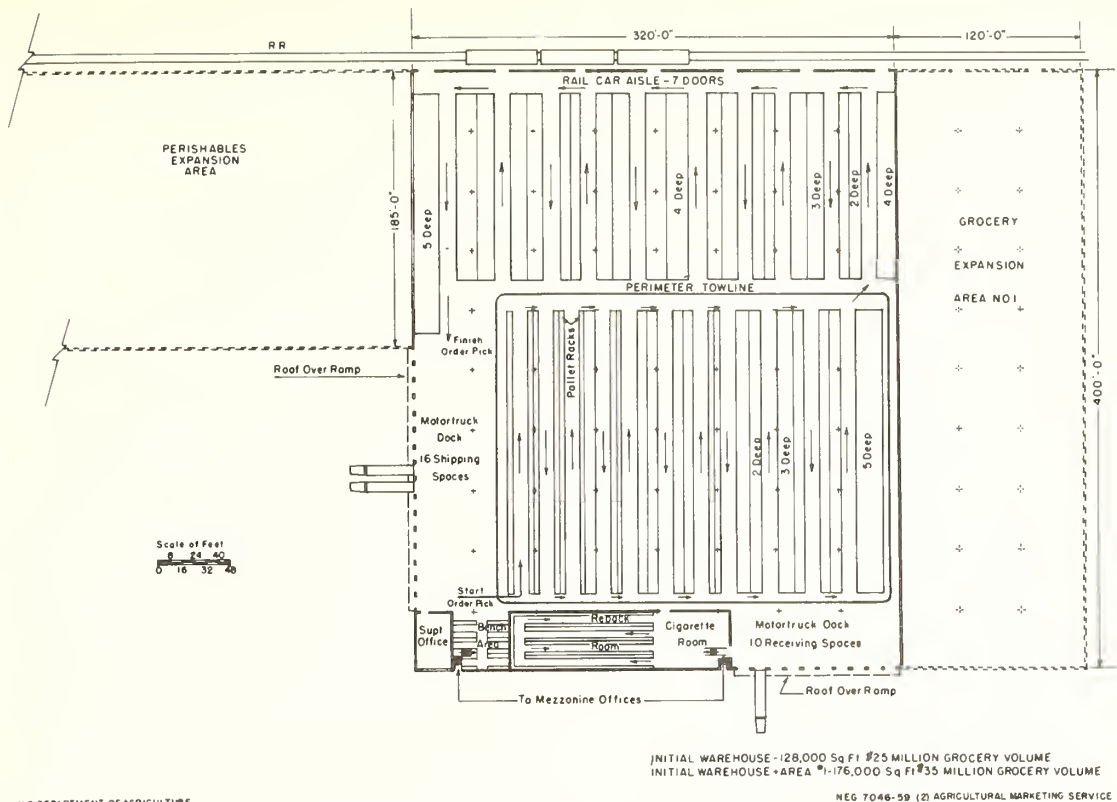 320'-0"
120'-0"
RR
RAIL CAR AISLE - 7 DOORS
PERISHABLES
EXPANSION
AREA
185'-0"
5 Deep
4 Deep
3 Deep
2 Deep
4 Deep
GROCERY
EXPANSION
AREA NO 1
PERIMETER TOWLINE
Finish
Order Pick
Pallet Racks
Roof Over Ramp
400'-0"
Motortruck
Dock
16 Shipping
Spaces
2 Deep
3 Deep
5 Deep
Scale of Feet
8 24 40
0 16 32 48
Start
Order Pick
Supt
Office
Bench
Area
Repack
Room
Cigarette
Room
Motortruck Dock
10 Receiving Spaces
To Mezzanine Offices
Roof Over Ramp
INITIAL WAREHOUSE - 128,000 Sq Ft $25 MILLION GROCERY VOLUME
INITIAL WAREHOUSE + AREA #1-176,000 Sq Ft $35 MILLION GROCERY VOLUME
DEPARTMENT OF AGRICULTURE
NEG 7046-59 (2) AGRICULTURAL MARKETING SERVICE